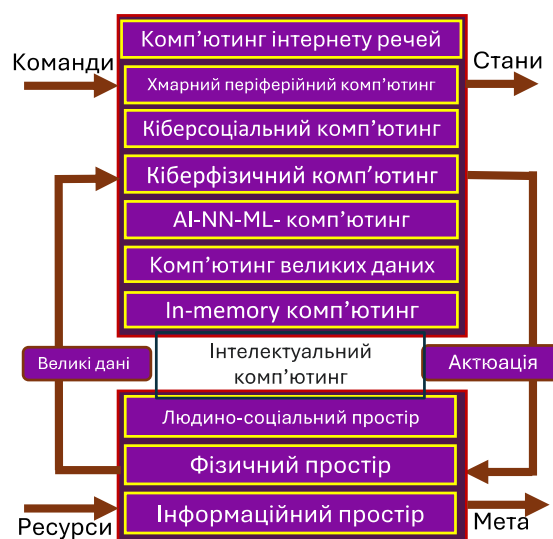 Комп’ютинг інтернету речей
Команди
Стани
Хмарний періферійний комп’ютинг
Кіберсоціальний комп’ютинг
Кіберфізичний комп’ютинг
AI-NN-ML- комп’ютинг
Комп’ютинг великих даних
In-memory комп’ютинг
Великі дані
Інтелектуальний
комп’ютинг
Актюація
Людино-соціальний простір
Фізичний простір
Інформаційний простір
Ресурси
Мета